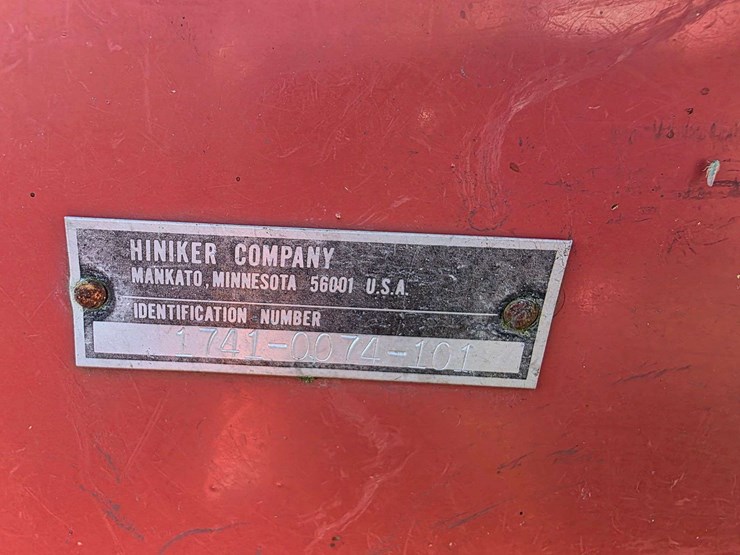 HINIKER COMPANY
MANKATO, MINNESOTA 56001 U.S.A.
IDENTIFICATION NUMBER
1741-0074-101